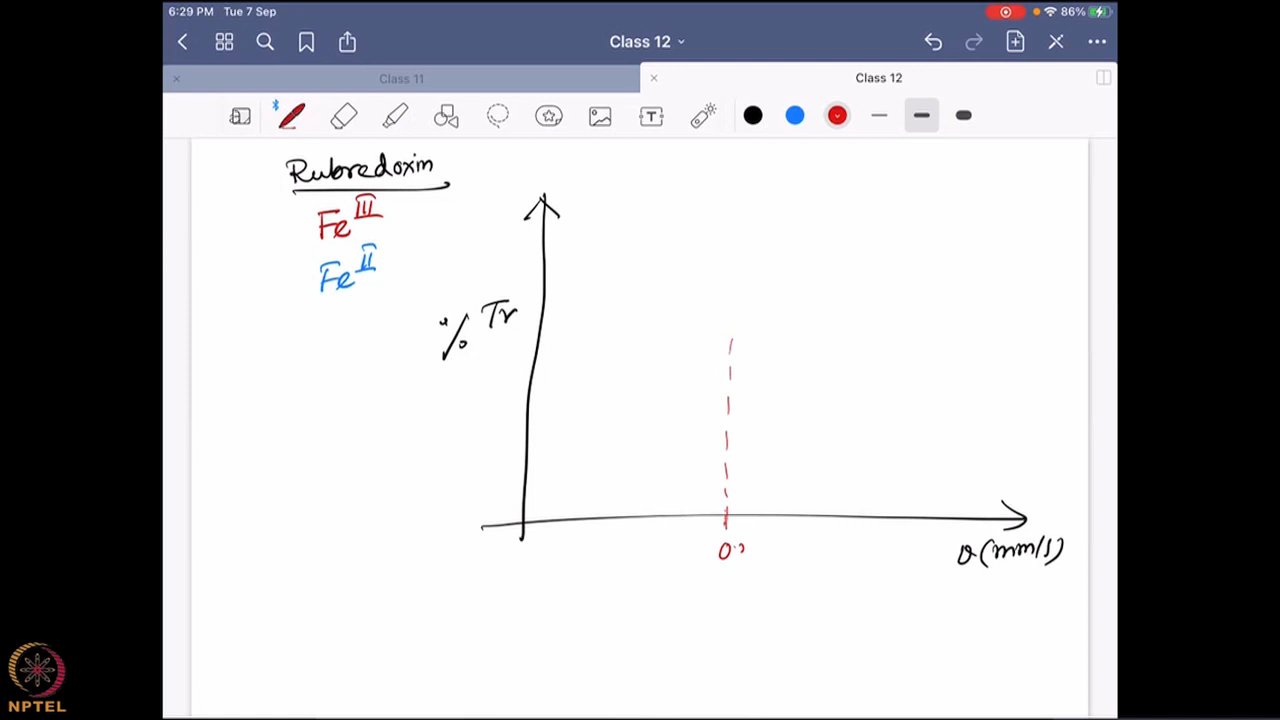 6:29 PM Tue 7 Sep
86%
Class 12
Class 11
Class 12
T
Rubredoxin
Fe III
Fe II
% Tr
0.
v (mm/s)
NPTEL